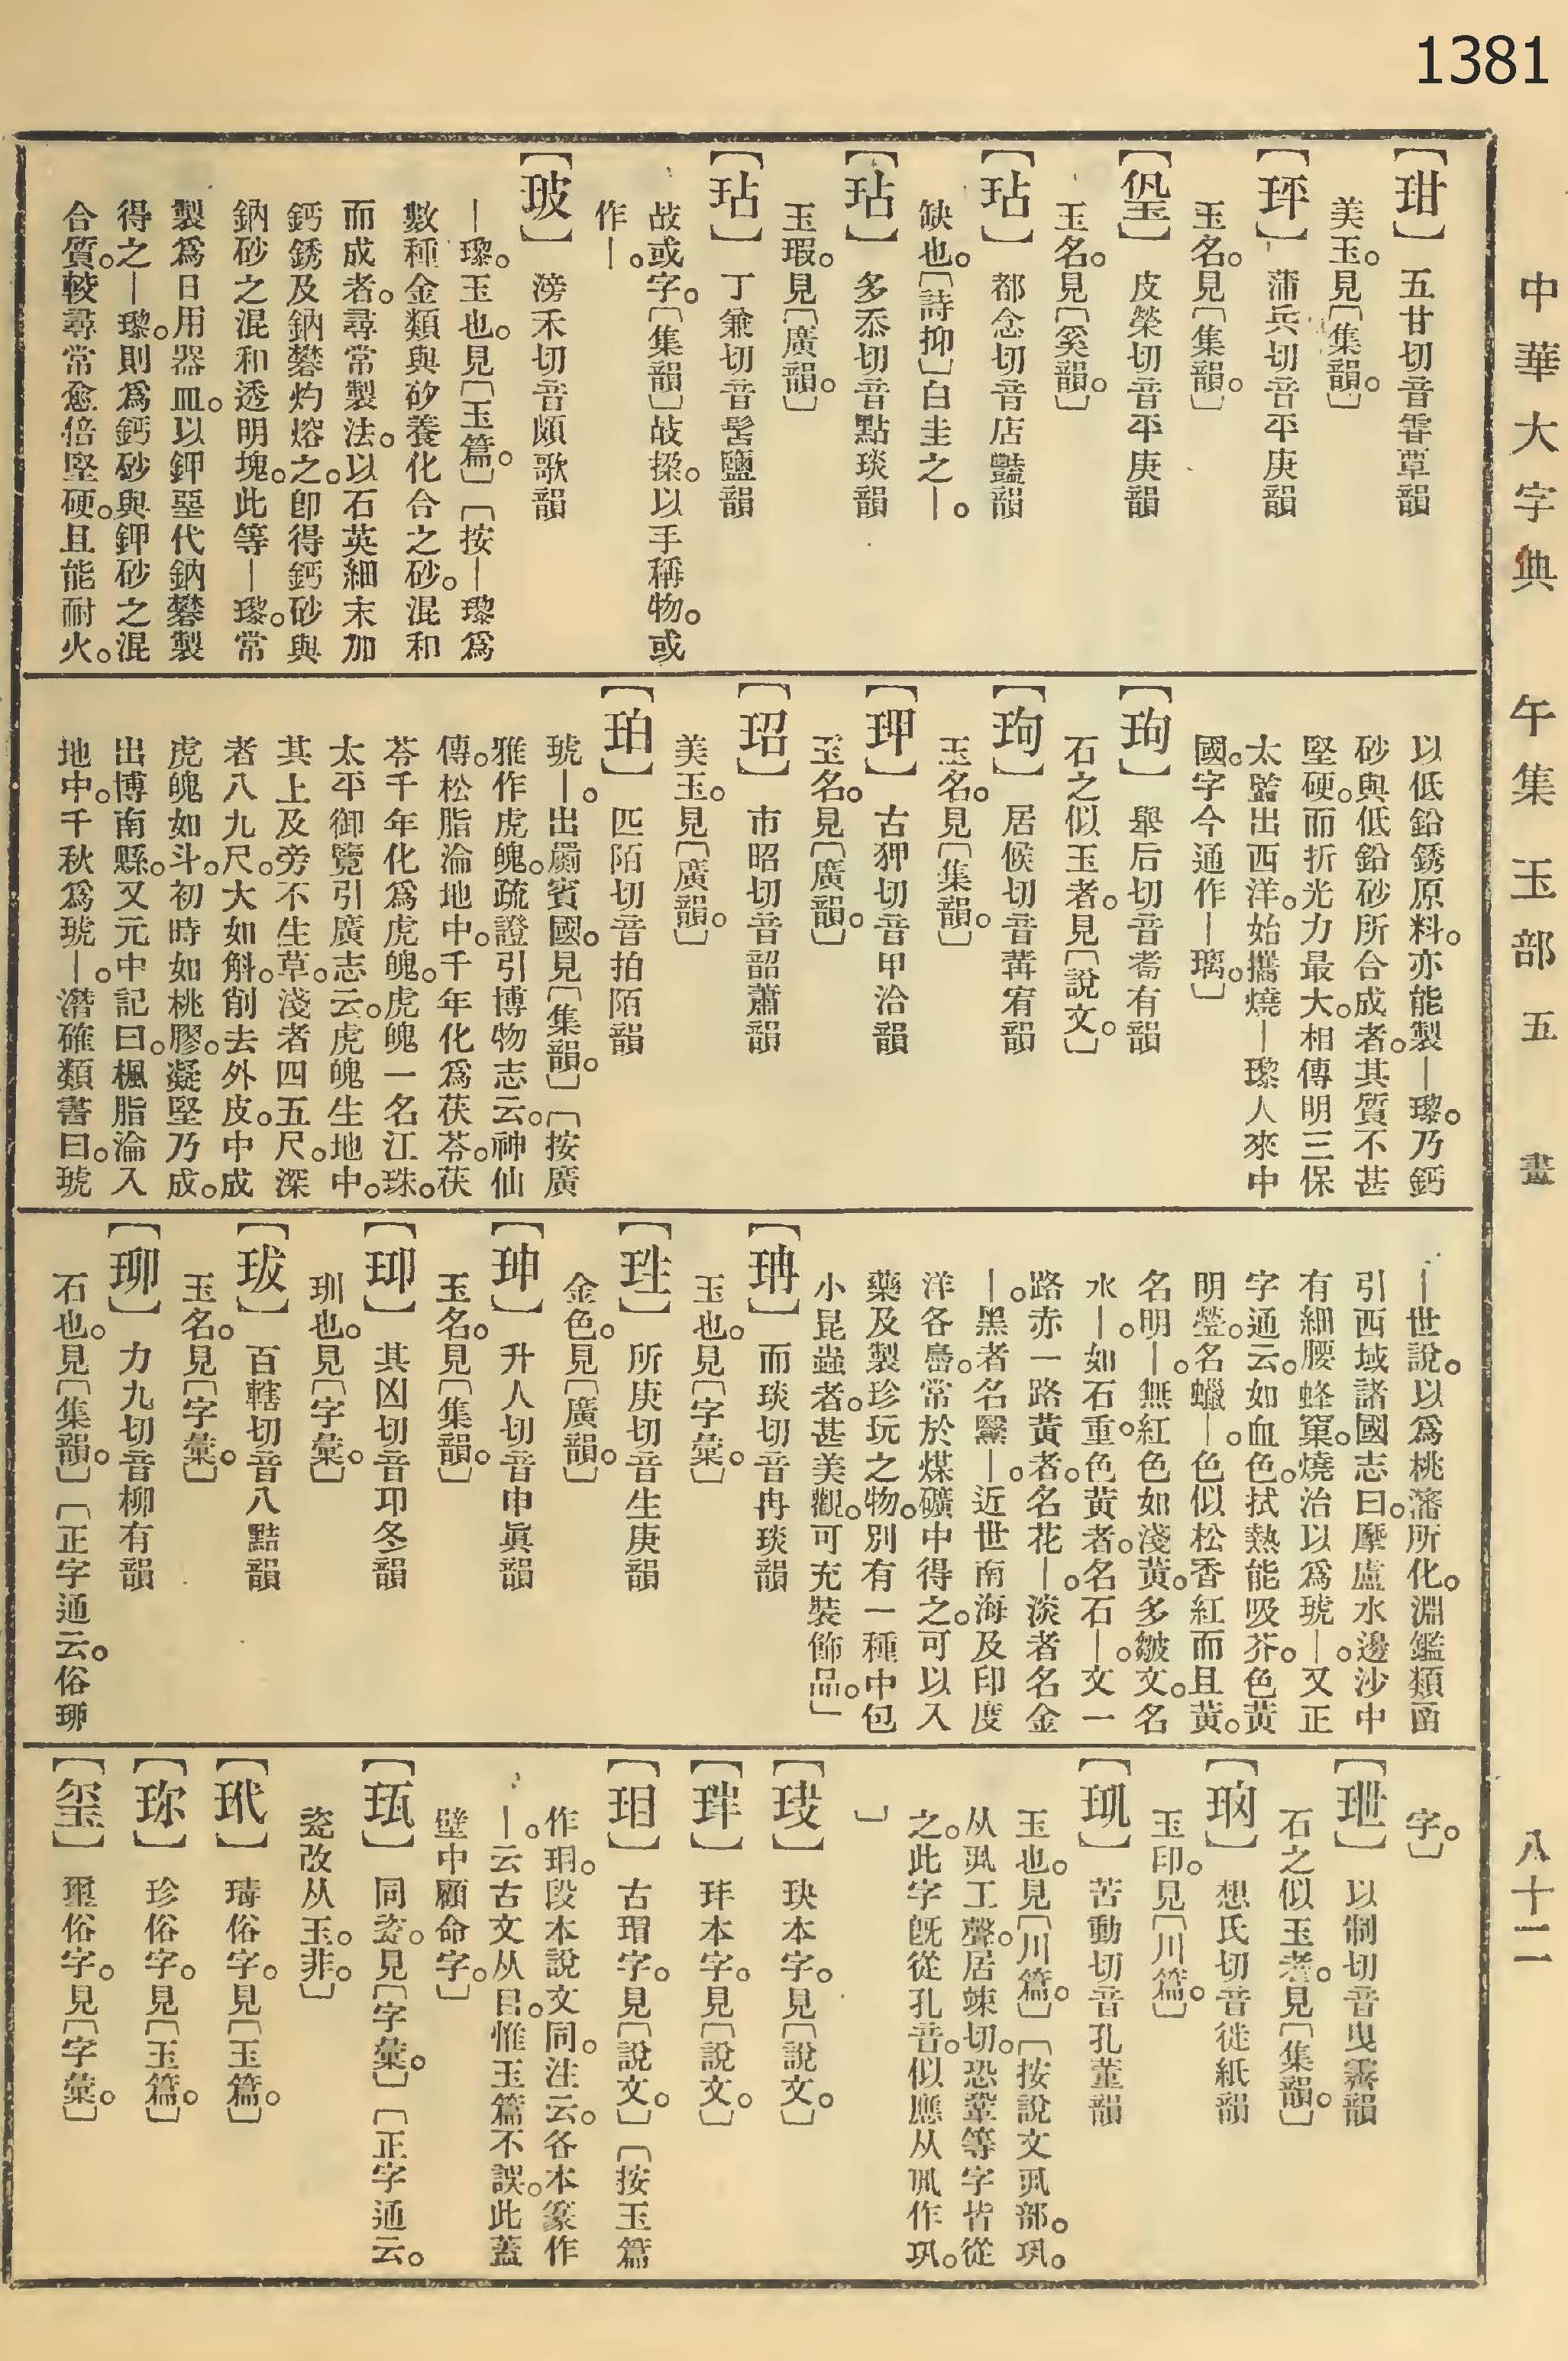 1381
中華大字典　午集　玉部　五畫　八十二
【玵】五甘切音䨄覃韻
美玉。見〔集韻。〕
【玶】蒲兵切音平庚韻
玉名。見〔集韻。〕
皮榮切音平庚韻
玉名。見〔奚韻。〕
【玷】都念切音店豔韻
缺也。〔詩抑〕白圭之｜。
【玷】多忝切音點琰韻
玉瑕。見〔廣韻。〕
【玷】丁兼切音髻鹽韻
敁或字。〔集韻〕敁挅。以手稱物。或
作｜。
【玻】滂禾切音頗歌韻
｜瓈。玉也。見〔玉篇。〕〔按｜瓈爲
數種金類與矽養化合之砂。混和
而成者。尋常製法。以石英細末加
鈣銹及鈉礬灼熔之。卽得鈣砂與
鈉砂之混和透明塊。此等｜瓈。常
製爲日用器皿。以鉀堊代鈉礬製
得之｜瓈。則爲鈣砂與鉀砂之混
合質。較尋常愈倍堅硬。且能耐火。
以低鉛銹原料。亦能製｜瓈。乃鈣
砂與低鉛砂所合成者。其質不甚
堅硬。而折光力最大。相傳明三保
太監出西洋。始攜燒｜瓈人來中
國。字今通作｜璃。〕
【玽】舉后切音耇有韻
石之似玉者。見〔說文。〕
【玽】居候切音冓宥韻
玉名。見〔集韻。〕
【玾】古狎切音甲洽韻
玉名。見〔廣韻。〕
【玿】市昭切音韶蕭韻
美玉。見〔廣韻。〕
【珀】匹陌切音拍陌韻
琥｜。出罽賓國。見〔集韻。〕〔按廣
雅作虎魄。疏證引博物志云。神仙
傳。松脂淪地中。千年化爲茯苓。茯
苓千年化爲虎魄。虎魄一名江珠。
太平御覽引廣志云。虎魄生地中。
其上及旁不生草。淺者四五尺。深
者八九尺。大如斛。削去外皮。中成
虎魄如斗。初時如桃膠。凝堅乃成。
出博南縣。又元中記曰。楓脂淪入
地中。千秋爲琥｜。潛確類書曰。琥
｜世說。以爲桃瀋所化。淵鑑類函
引西域諸國志曰。摩盧水邊沙中
有細腰蜂窠。燒治以爲琥｜。又正
字通云。如血色。拭熱能吸芥。色黃
明瑩。名蠟｜。色似松香紅而且黃。
名明｜。無紅色如淺黃。多皺文。名
水｜。如石重。色黃者。名石｜。文一
路赤一路黃者。名花｜。淡者名金
｜。黑者名黳｜。近世南海及印度
洋各島。常於煤礦中得之。可以入
藥及製珍玩之物。別有一種中包
小昆蟲者。甚美觀。可充裝飾品。〕
【珃】而琰切音冉琰韻
玉也。見〔字彙。〕
【珄】所庚切音生庚韻
金色。見〔廣韻。〕
【珅】升人切音申眞韻
玉名。見〔集韻。〕
其凶切音卭冬韻
玔也。見〔字彙。〕
【珬】百轄切音八黠韻
玉名。見〔字彙。〕
【珋】力九切音柳有韻
石也。見〔集韻。〕〔正字通云。俗珋
字。〕
【玴】以制切音曳霽韻
石之似玉者。見〔集韻。〕
想氏切音徙紙韻
玉印。見〔川篇。〕
苦動切音孔董韻
玉也。見〔川篇。〕〔按說文丮部。巩。
从丮工聲。居竦切。恐鞏等字皆從
之。此字旣從孔音。似應从丮作巩。
〕
玦本字。見〔說文。〕
玤本字。見〔說文。〕
【珇】古瑁字。見〔說文。〕〔按玉篇
作玥。段本說文同。注云。各本篆作
｜。云古文从目。惟玉篇不誤。此蓋
壁中顧命字。〕
同瓷。見〔字彙。〕〔正字通云。
瓷改从玉。非。〕
【玳】瑇俗字。見〔玉篇。〕
【珎】珍俗字。見〔玉篇。〕
【玺】璽俗字。見〔字彙。〕